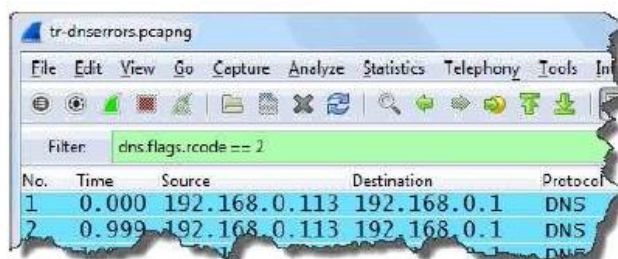 tr-dnserrors.pcapng
File Edit View Go Capture Analyze Statistics Telephony Tools
Filter: dns.flags.rcode == 2
No. Time Source Destination Protocol
1 0.000 192.168.0.113 192.168.0.1 DNS
2 0.999 192.168.0.113 192.168.0.1 DNS
DNS